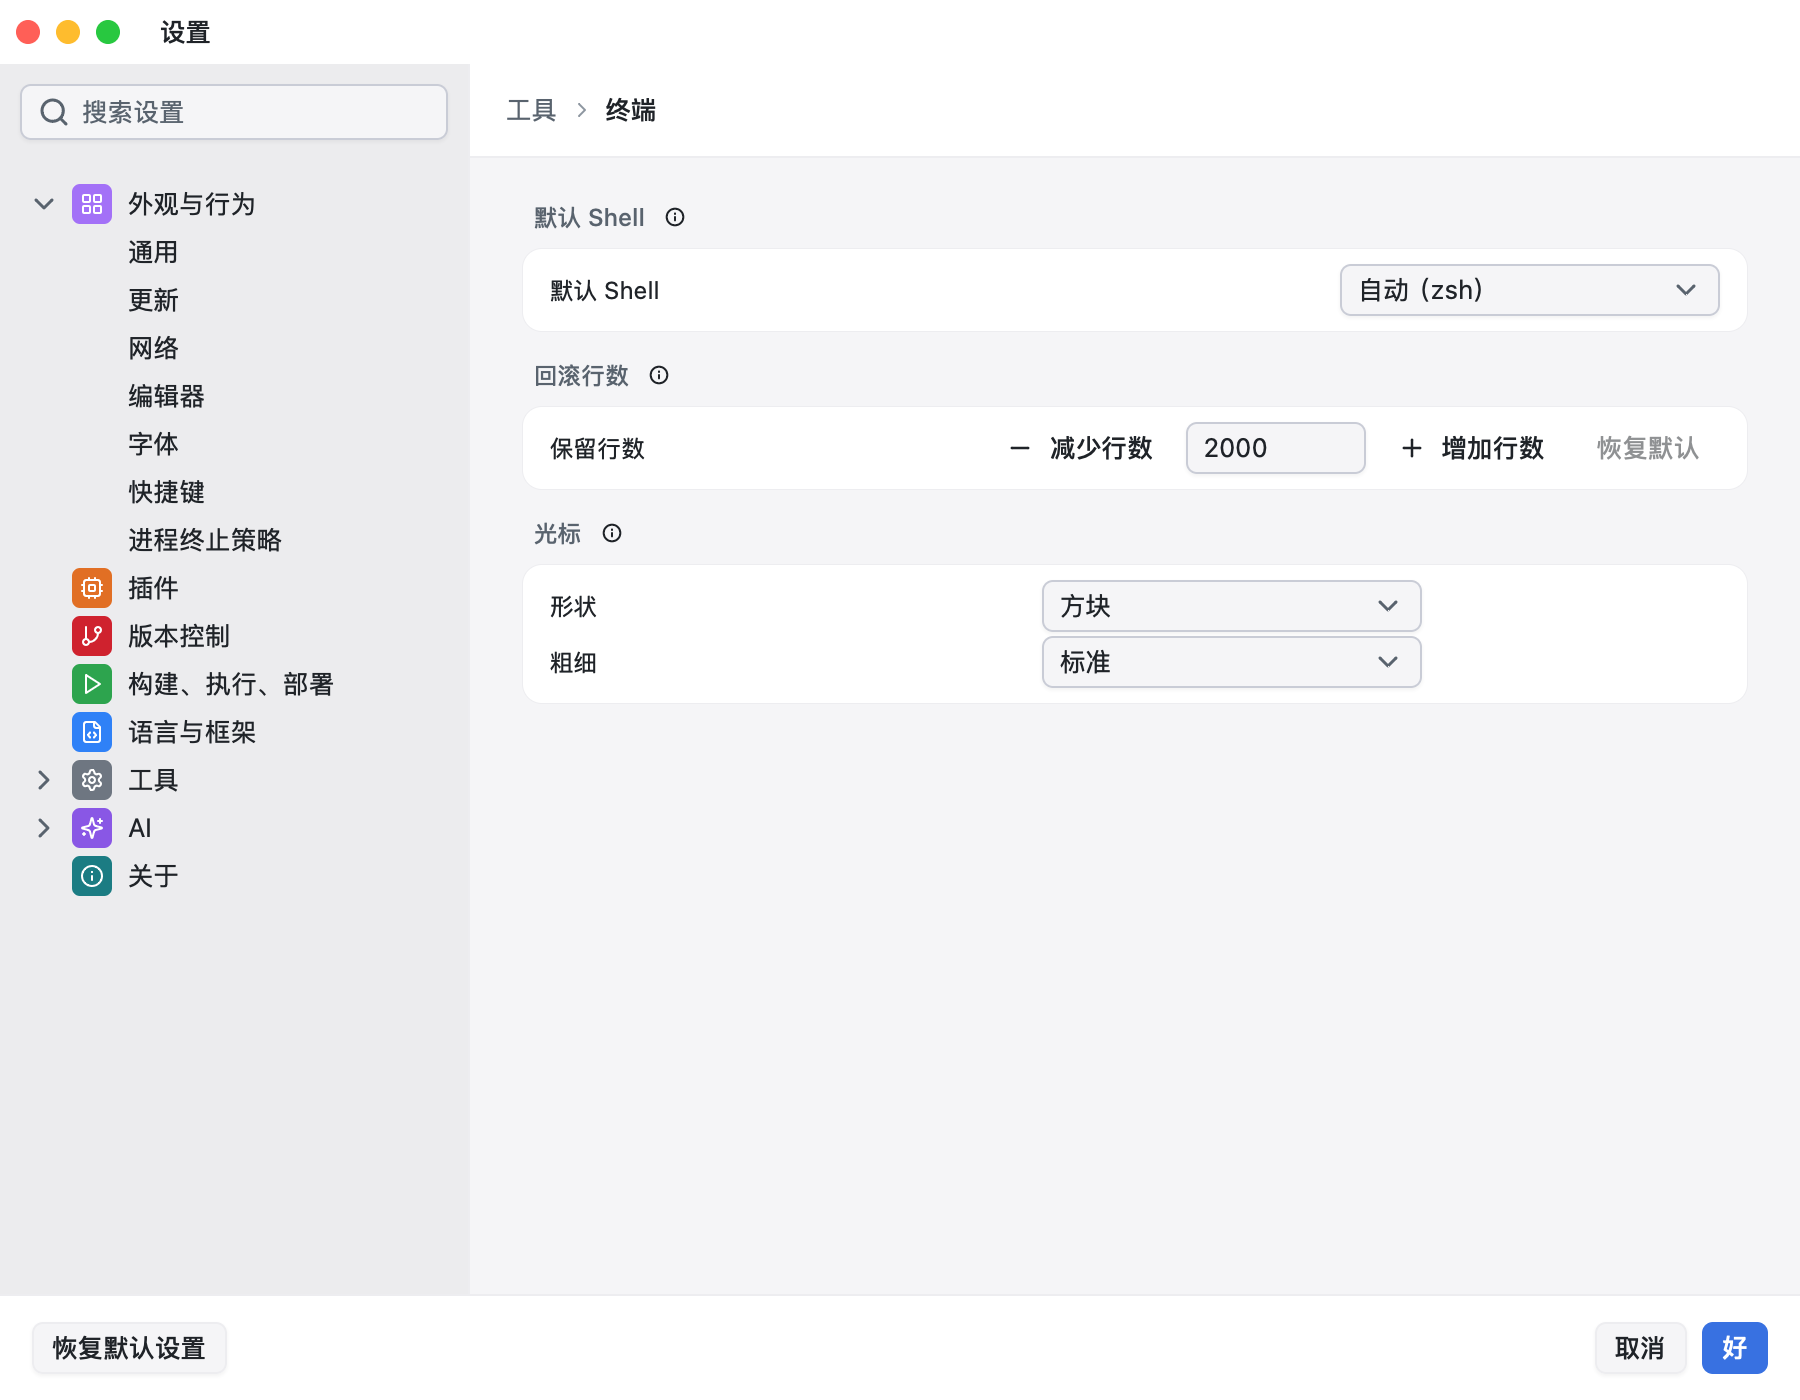 设置
搜索设置
外观与行为
通用
更新
网络
编辑器
字体
快捷键
进程终止策略
插件
版本控制
构建、执行、部署
语言与框架
工具
AI
关于
工具 > 终端
默认 Shell
默认 Shell 自动（zsh）
回滚行数
保留行数 − 减少行数 2000 + 增加行数 恢复默认
光标
形状 方块
粗细 标准
恢复默认设置 取消 好